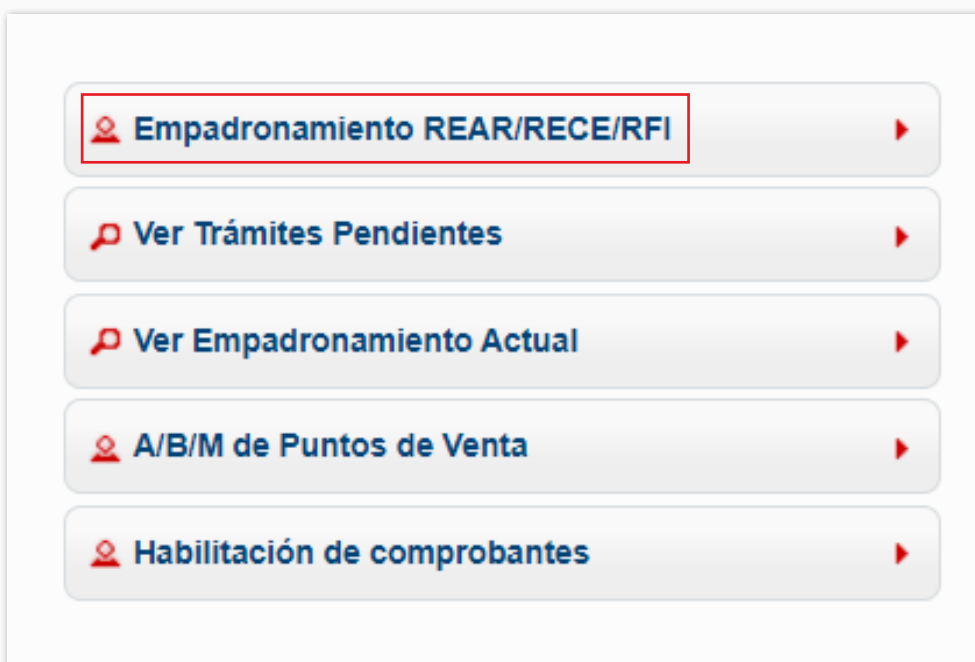 Empadronamiento REAR/RECE/RFI
Ver Trámites Pendientes
Ver Empadronamiento Actual
A/B/M de Puntos de Venta
Habilitación de comprobantes